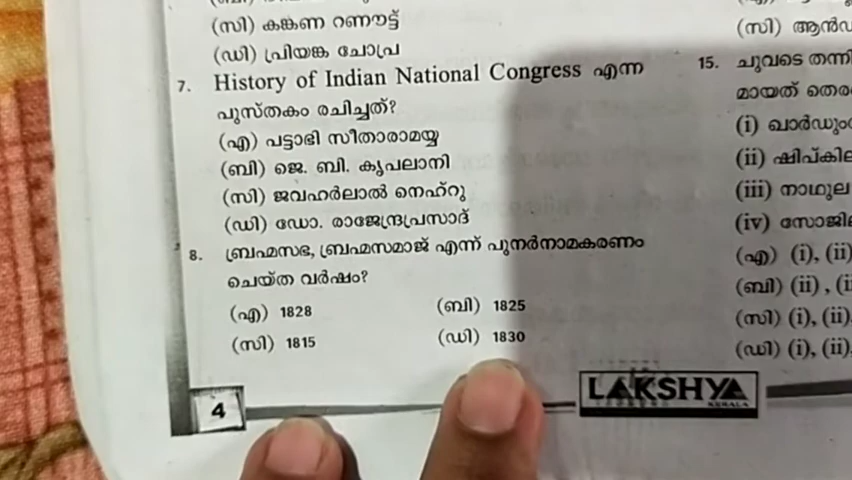 (സി) കങ്കണ റണൗട്ട്
(ഡി) പ്രിയങ്ക ചോപ്ര
7. History of Indian National Congress എന്ന
പുസ്തകം രചിച്ചത്?
(എ) പട്ടാഭി സീതാരാമയ്യ
(ബി) ജെ. ബി. കൃപലാനി
(സി) ജവഹർലാൽ നെഹ്റു
(ഡി) ഡോ. രാജേന്ദ്രപ്രസാദ്
8. ബ്രഹ്മസഭ, ബ്രഹ്മസമാജ് എന്ന് പുനർനാമകരണം
ചെയ്ത വർഷം?
(എ) 1828 (ബി) 1825
(സി) 1815 (ഡി) 1830
4
LAKSHYA
KERALA
(സി)
15. ചുവടെ
(i)
(ii)
(iii) നാഥുല
(iv)
(എ) (i), (ii)
(ബി) (ii),
(സി) (i), (ii)
(ഡി) (i), (ii)